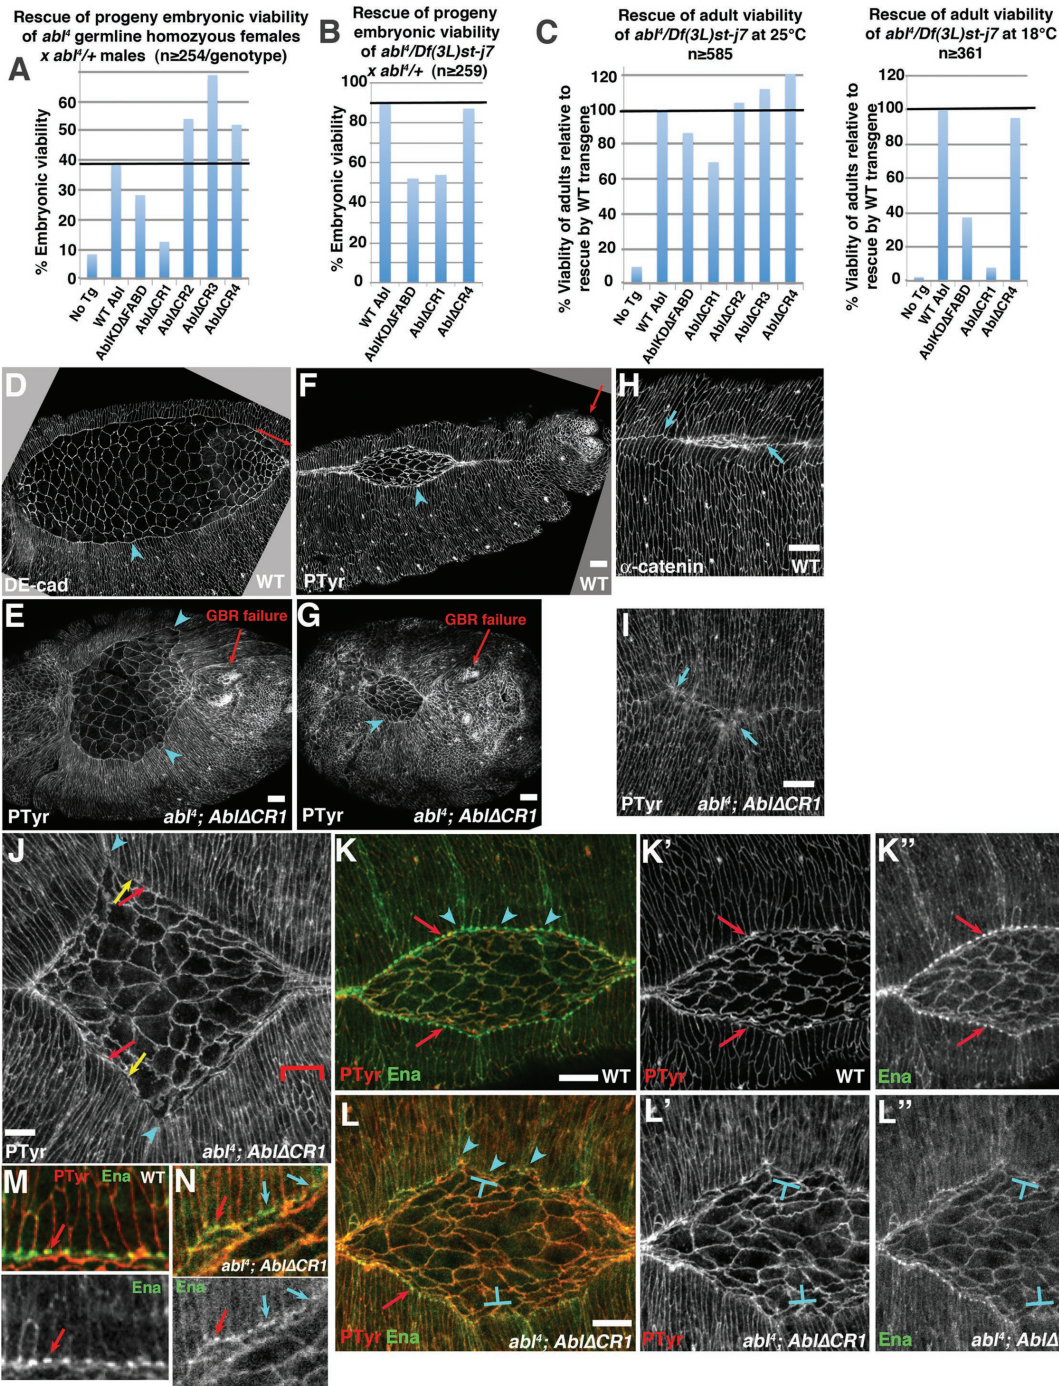 A
Rescue of progeny embryonic viability
of abl⁴ germline homozyous females
x abl⁴/+ males (n≥254/genotype)
% Embryonic viability
60
50
40
30
20
10
0
No Tg
WT Abl
AblKDΔFABD
AblΔCR1
AblΔCR2
AblΔCR3
AblΔCR4
B
Rescue of progeny
embryonic viability
of abl⁴/Df(3L)st-j7
x abl⁴/+ (n≥259)
% Embryonic viability
100
80
60
40
20
0
WT Abl
AblKDΔFABD
AblΔCR1
AblΔCR4
C
Rescue of adult viability
of abl⁴/Df(3L)st-j7 at 25°C
n≥585
% Viablity of adults relative to
rescue by WT transgene
120
100
80
60
40
20
0
No Tg
WT Abl
AblKDΔFABD
AblΔCR1
AblΔCR2
AblΔCR3
AblΔCR4
Rescue of adult viability
of abl⁴/Df(3L)st-j7 at 18°C
n≥361
% Viablity of adults relative to
rescue by WT transgene
120
100
80
60
40
20
0
No Tg
WT Abl
AblKDΔFABD
AblΔCR1
AblΔCR4
D
DE-cad
WT
F
PTyr
WT
H
α-catenin
WT
E
GBR failure
PTyr
abl⁴; AblΔCR1
G
GBR failure
PTyr
abl⁴; AblΔCR1
I
PTyr
abl⁴; AblΔCR1
J
PTyr
abl⁴; AblΔCR1
K
PTyr Ena
WT
K'
PTyr
WT
K"
Ena
L
PTyr Ena
abl⁴; AblΔCR1
L'
PTyr
abl⁴; AblΔCR1
L"
Ena
abl⁴; AblΔ
M
PTyr Ena WT
Ena
N
abl⁴; AblΔCR1
Ena